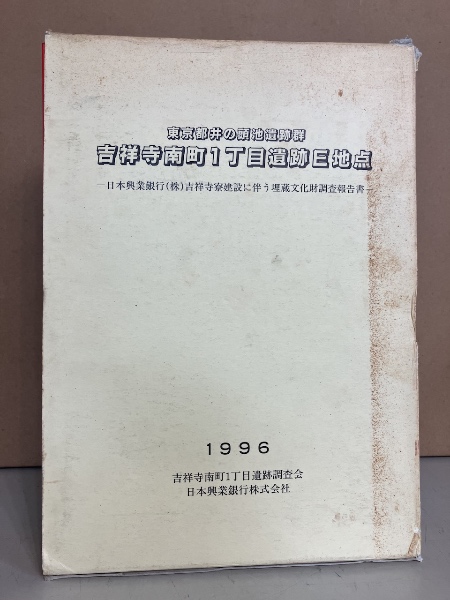 東京都井の頭池遺跡群
吉祥寺南町1丁目遺跡E地点
―日本興業銀行(株)吉祥寺寮建設に伴う埋蔵文化財調査報告書―
1996
吉祥寺南町1丁目遺跡調査会
日本興業銀行株式会社